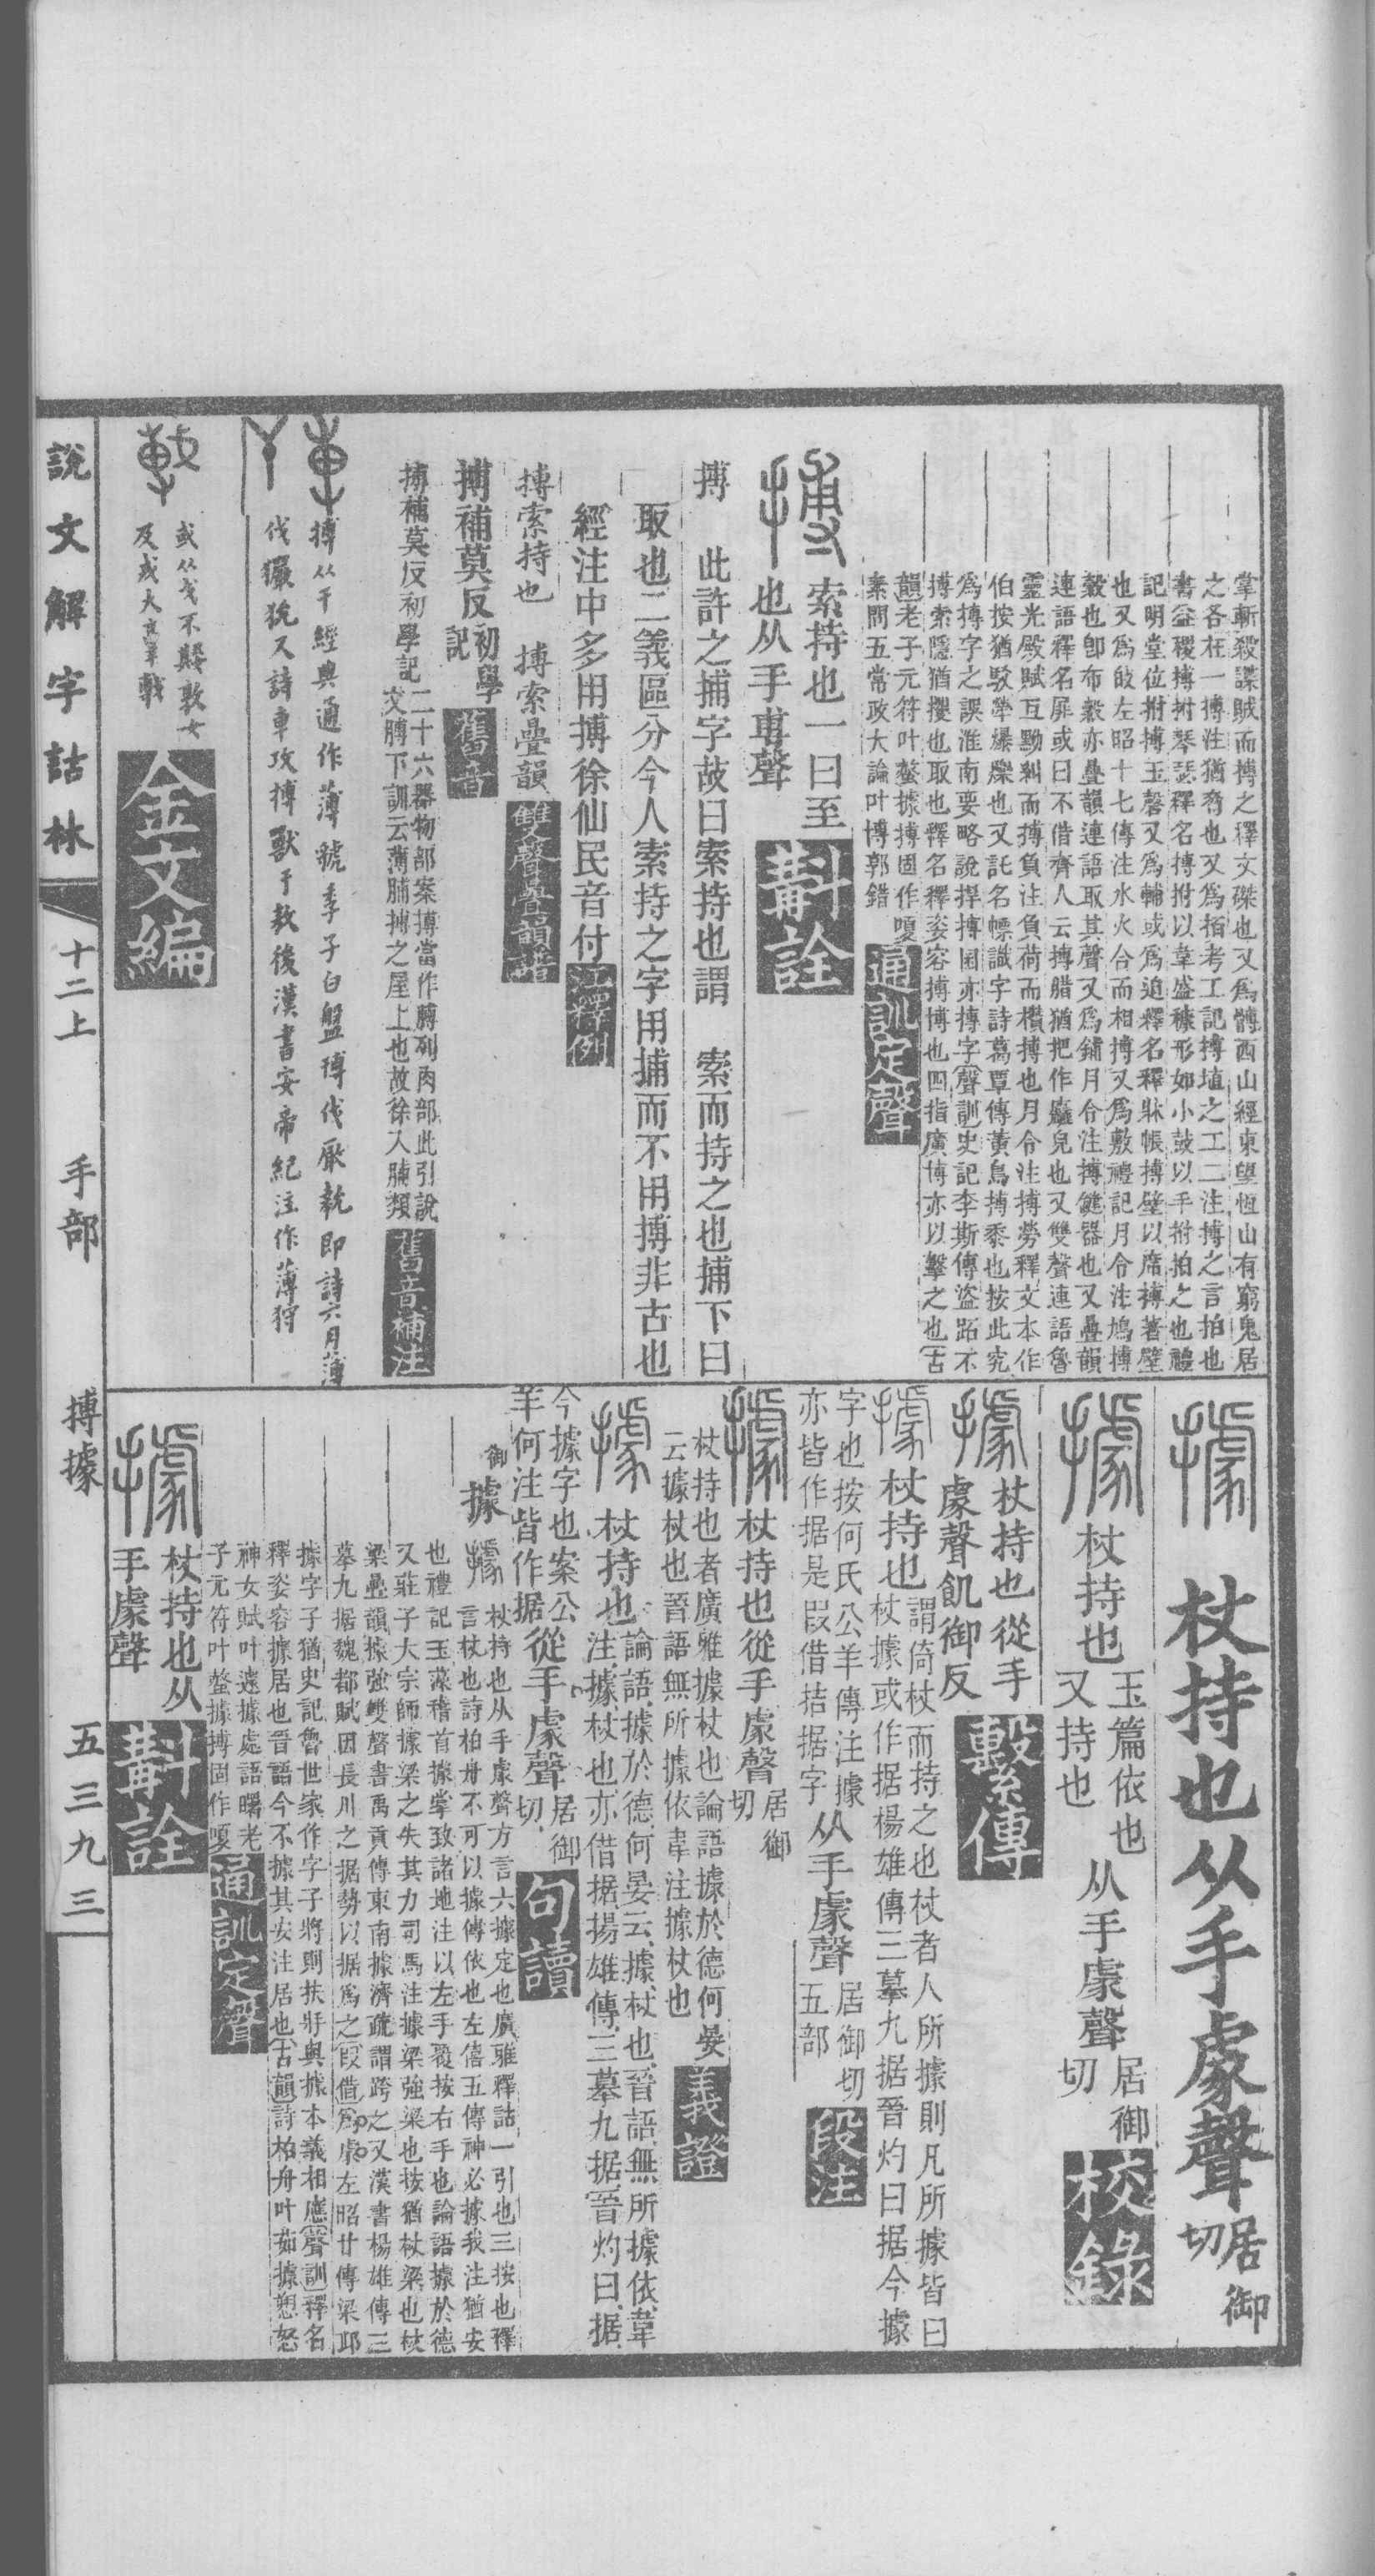 掌斬殺諜賊而搏之釋文磔也又爲髆西山經東望恆山有窮鬼居
之各在一搏注猶脅也又爲拍考工記搏埴之工二注搏之言拍也
書益稷搏拊琴瑟釋名搏拊以韋盛穅形如小鼓以手拊拍之也禮
記明堂位拊搏玉磬又爲輔或爲迫釋名釋牀帳搏壁以席搏著壁
也又爲敀左昭十七傳注水火合而相搏又爲敷禮記月令注鳩搏
穀也卽布穀亦疊韻連語取其聲又爲鎛月令注搏鍵器也又疊韻
連語釋名屏或曰不借齊人云搏腊猶把作麤皃也又雙聲連語魯
靈光殿賦互黝糾而搏負注負荷而欑搏也月令注搏勞釋文本作
伯按猶駮犖爆爍也又託名幖識字詩葛覃傳黃鳥搏黍也按此究
爲摶字之誤淮南要略說捍搏囷亦摶字聲訓史記李斯傳盜跖不
搏索隱猶攫也取也釋名釋姿容搏博也四指廣博亦以擊之也古
韻老子元符叶螫據搏固作嗄
素問五常政大論叶博郭錯
通訓定聲
索持也一曰至
也从手尃聲
斠詮
搏 此許之捕字故曰索持也謂 索而持之也捕下曰
取也二義區分今人索持之字用捕而不用搏非古也
經注中多用搏徐仙民音付
江釋例
搏索持也 搏索疊韻
雙聲疊韻譜
搏補莫反初學記
舊音
搏補莫反初學記二十六器物部案搏當作膊列肉部此引說
文膊下訓云薄脯搏之屋上也故徐入脯類
舊音補注
搏从干經典通作薄虢季子白盤搏伐厰𤞤即詩六月薄
伐玁狁又詩車攻搏獸于敖後漢書安帝紀注作薄狩
或从戈不𡢁敦女
及戎大𦎫戟
金文編
杖持也从手豦聲居御切
杖持也玉篇依也又持也从手豦聲居御切
校錄
杖持也從手
豦聲飢御反
繫傳
杖持也謂倚杖而持之也杖者人所據則凡所據皆曰
杖據或作据楊雄傳三摹九据晉灼曰据今據
字也按何氏公羊傳注據
亦皆作据是叚借拮据字
从手豦聲居御切五部
段注
杖持也從手豦聲居御切
杖持也者廣雅據杖也論語據於德何晏
云據杖也晉語無所據依韋注據杖也
義證
杖持也論語據於德何晏云據杖也晉語無所據依韋
注據杖也亦借据揚雄傳三摹九据晉灼曰据
今據字也案公
羊何注皆作据
從手豦聲居御切
句讀
御據
杖持也从手豦聲方言六據定也廣雅釋詁一引也三按也釋
言杖也詩柏舟不可以據傳依也左僖五傳神必據我注猶安
也禮記玉藻稽首據掌致諸地注以左手覆按右手也論語據於德
又莊子大宗師據梁之失其力司馬注據梁強梁也按猶杖梁也杖
梁疊韻據強雙聲書禹貢傳東南據濟疏謂跨之又漢書楊雄傳三
摹九据魏都賦因長川之据勢以据爲之叚借爲豦左昭廿傳梁邱
據字子猶史記魯世家作字子將則扶將與據本義相應聲訓釋名
釋姿容據居也晉語今不據其安注居也古韻詩柏舟叶茹據愬怒
神女賦叶遽據處語曙老
子元符叶螫據搏固作嗄
通訓定聲
杖持也从
手豦聲
斠詮
說文解字詁林
十二上 手部 搏據 五三九三